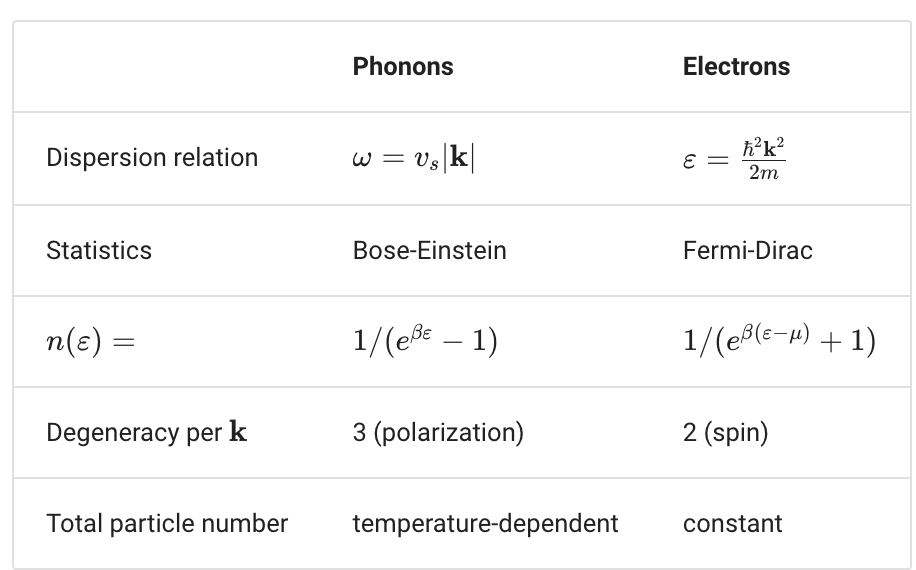 Phonons Electrons
Dispersion relation ω = vₛ|𝐤| ε = ħ²𝐤²/2m
Statistics Bose-Einstein Fermi-Dirac
n(ε) = 1/(e^{βε} − 1) 1/(e^{β(ε−μ)} + 1)
Degeneracy per 𝐤 3 (polarization) 2 (spin)
Total particle number temperature-dependent constant